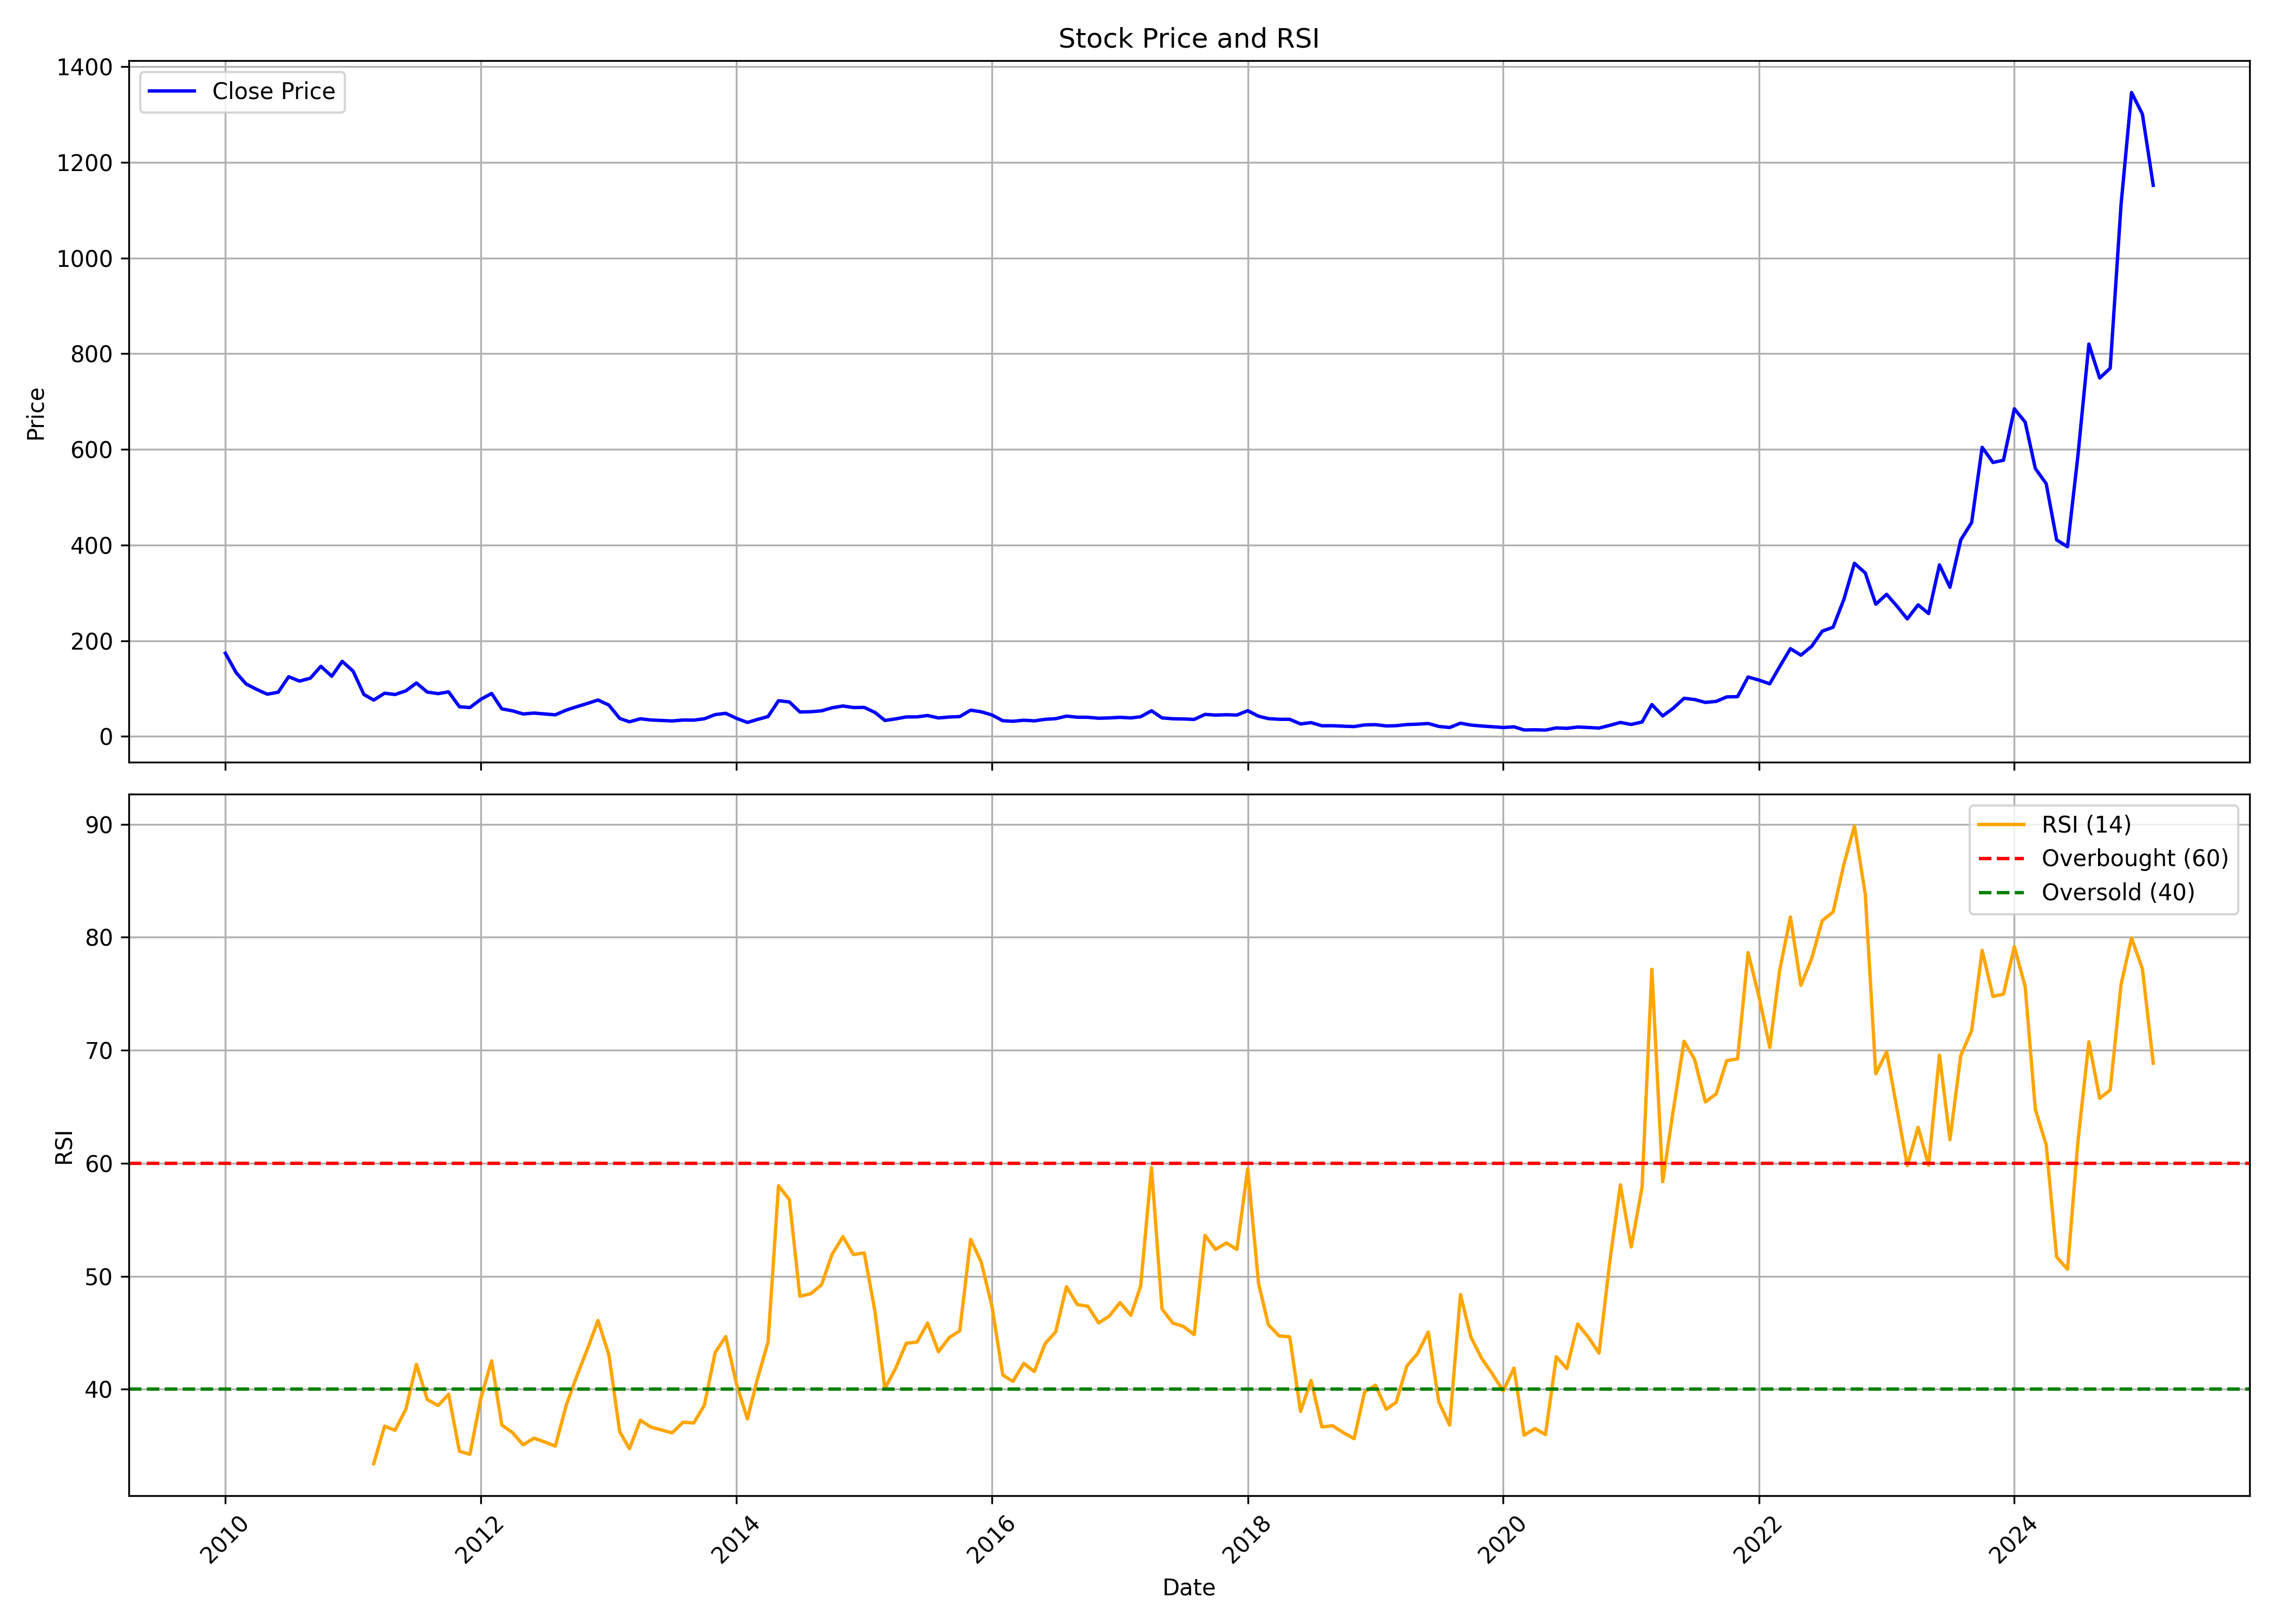 Stock Price and RSI
Close Price
Price
1400
1200
1000
800
600
400
200
0
RSI (14)
Overbought (60)
Oversold (40)
RSI
90
80
70
60
50
40
2010
2012
2014
2016
2018
2020
2022
2024
Date